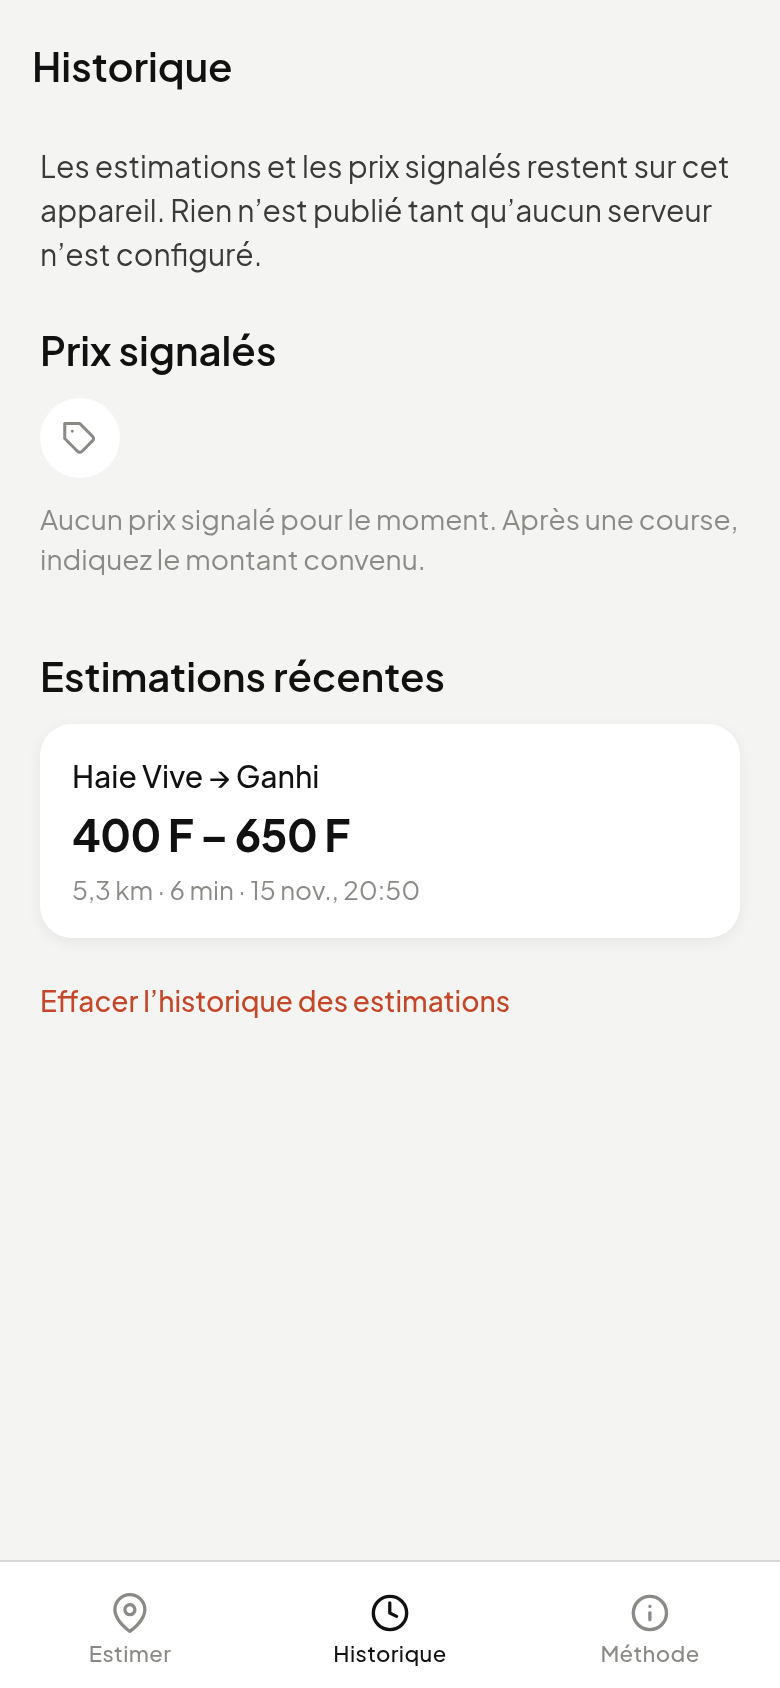 Historique
Les estimations et les prix signalés restent sur cet
appareil. Rien n’est publié tant qu’aucun serveur
n’est configuré.
Prix signalés
Aucun prix signalé pour le moment. Après une course,
indiquez le montant convenu.
Estimations récentes
Haie Vive → Ganhi
400 F – 650 F
5,3 km · 6 min · 15 nov., 20:50
Effacer l’historique des estimations
Estimer
Historique
Méthode